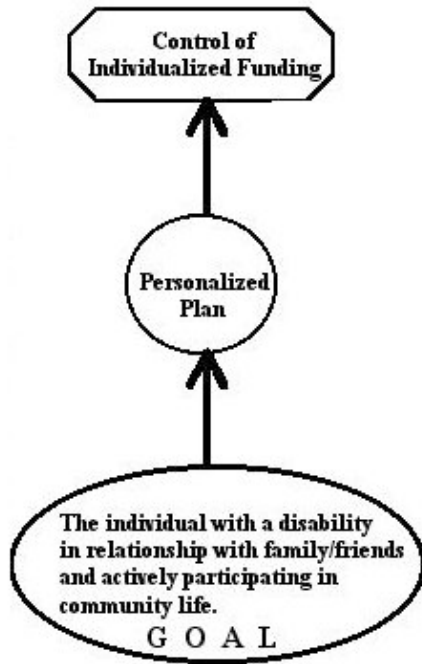 Control of
Individualized Funding
Personalized
Plan
The individual with a disability
in relationship with family/friends
and actively participating in
community life.
G O A L